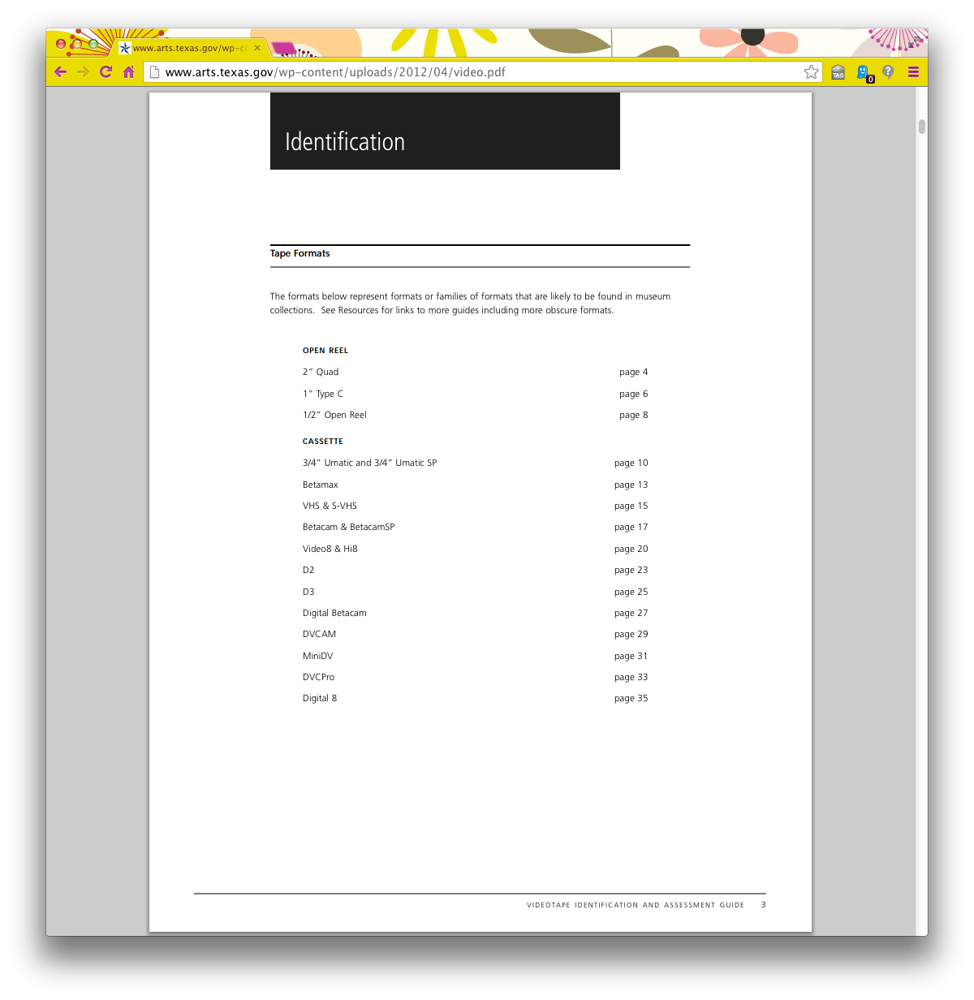 www.arts.texas.gov/wp-c
www.arts.texas.gov/wp-content/uploads/2012/04/video.pdf
TAG
0
?
Identification
Tape Formats
The formats below represent formats or families of formats that are likely to be found in museum
collections.  See Resources for links to more guides including more obscure formats.
OPEN REEL
2” Quad page 4
1” Type C page 6
1/2” Open Reel page 8
CASSETTE
3/4” Umatic and 3/4” Umatic SP page 10
Betamax page 13
VHS & S-VHS page 15
Betacam & BetacamSP page 17
Video8 & Hi8 page 20
D2 page 23
D3 page 25
Digital Betacam page 27
DVCAM page 29
MiniDV page 31
DVCPro page 33
Digital 8 page 35
VIDEOTAPE IDENTIFICATION AND ASSESSMENT GUIDE 3